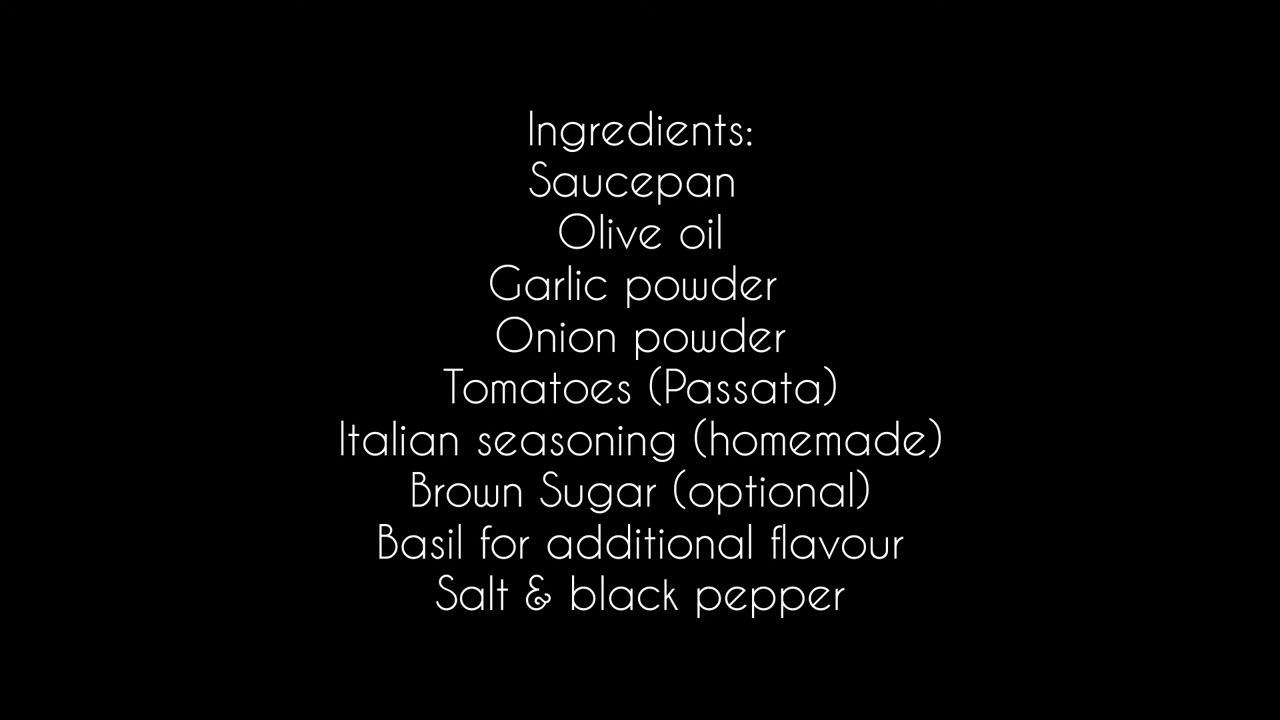 Ingredients:
Saucepan
Olive oil
Garlic powder
Onion powder
Tomatoes (Passata)
Italian seasoning (homemade)
Brown Sugar (optional)
Basil for additional flavour
Salt & black pepper